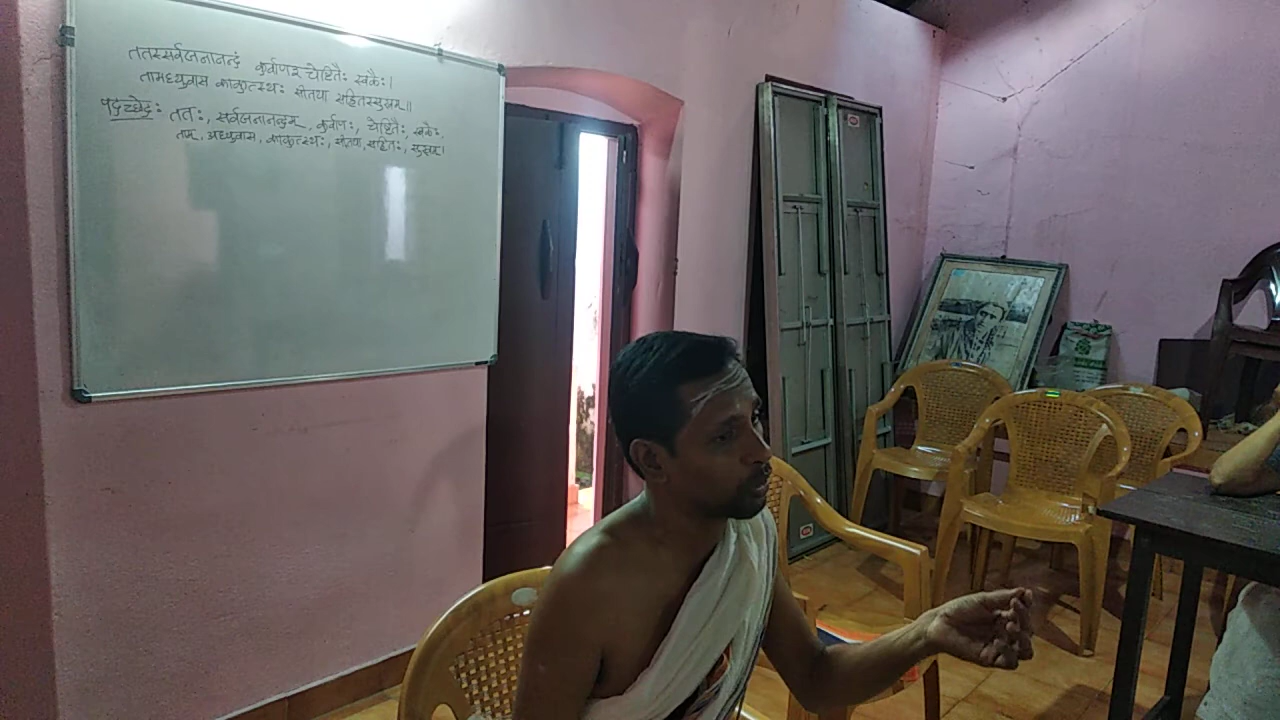 ततस्सर्वजनानन्दं कुर्वाणश्चेष्टितैः स्वकैः।
तामध्युवास काकुत्स्थः सीतया सहितस्सुखम्॥
पदच्छेदः ततः, सर्वजनानन्दम्, कुर्वाणः, चेष्टितैः, स्वकैः,
ताम्, अध्युवास, काकुत्स्थः, सीतया, सहितः, सुखम्।